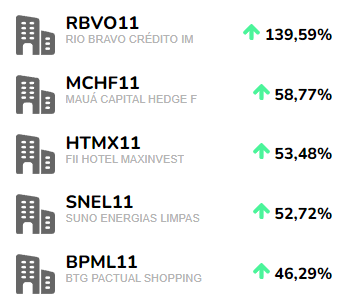 RBVO11
RIO BRAVO CRÉDITO IM
139,59%
MCHF11
MAUÁ CAPITAL HEDGE F
58,77%
HTMX11
FII HOTEL MAXINVEST
53,48%
SNEL11
SUNO ENERGIAS LIMPAS
52,72%
BPML11
BTG PACTUAL SHOPPING
46,29%